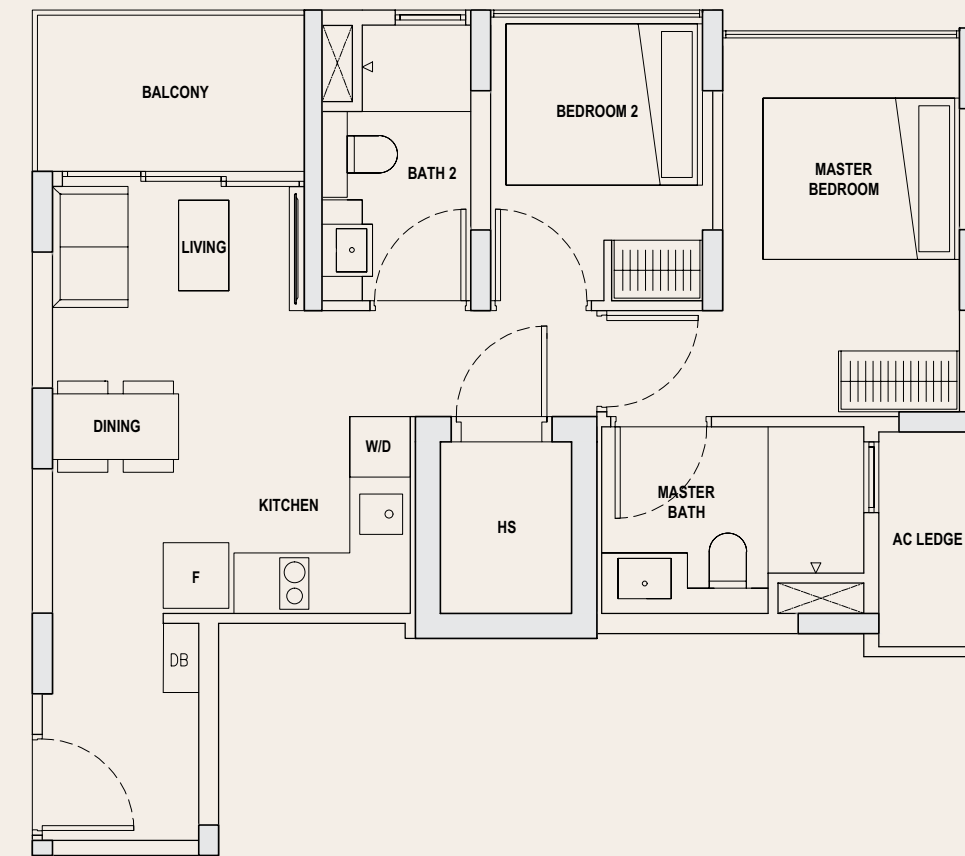 BALCONY
BEDROOM 2
BATH 2
MASTER
BEDROOM
LIVING
DINING
W/D
KITCHEN
MASTER
BATH
HS
AC LEDGE
F
DB